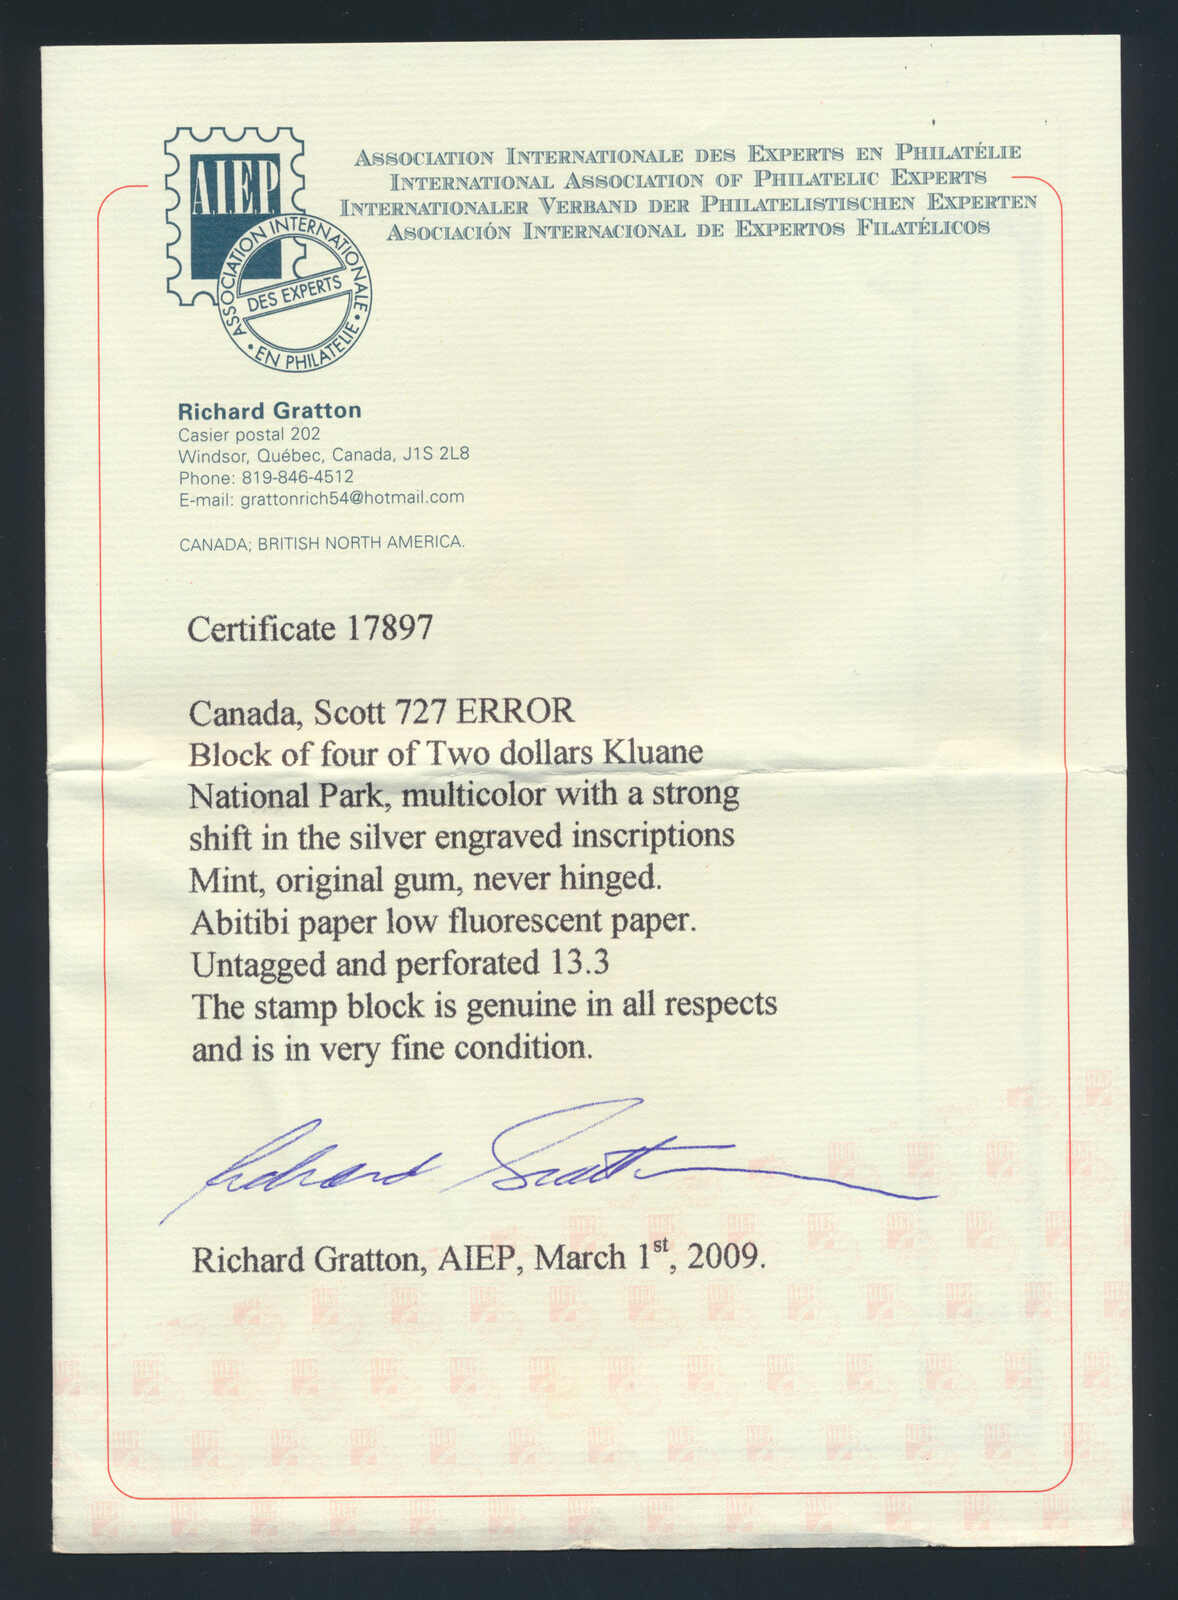 AIEP
ASSOCIATION INTERNATIONALE DES EXPERTS EN PHILATÉLIE
INTERNATIONAL ASSOCIATION OF PHILATELIC EXPERTS
INTERNATIONALER VERBAND DER PHILATELISTISCHEN EXPERTEN
ASOCIACIÓN INTERNACIONAL DE EXPERTOS FILATÉLICOS
ASSOCIATION INTERNATIONALE
DES EXPERTS
• EN PHILATELIE •
Richard Gratton
Casier postal 202
Windsor, Québec, Canada, J1S 2L8
Phone: 819-846-4512
E-mail: grattonrich54@hotmail.com
CANADA; BRITISH NORTH AMERICA.
Certificate 17897
Canada, Scott 727 ERROR
Block of four of Two dollars Kluane
National Park, multicolor with a strong
shift in the silver engraved inscriptions
Mint, original gum, never hinged.
Abitibi paper low fluorescent paper.
Untagged and perforated 13.3
The stamp block is genuine in all respects
and is in very fine condition.
Richard Gratton
Richard Gratton, AIEP, March 1st, 2009.